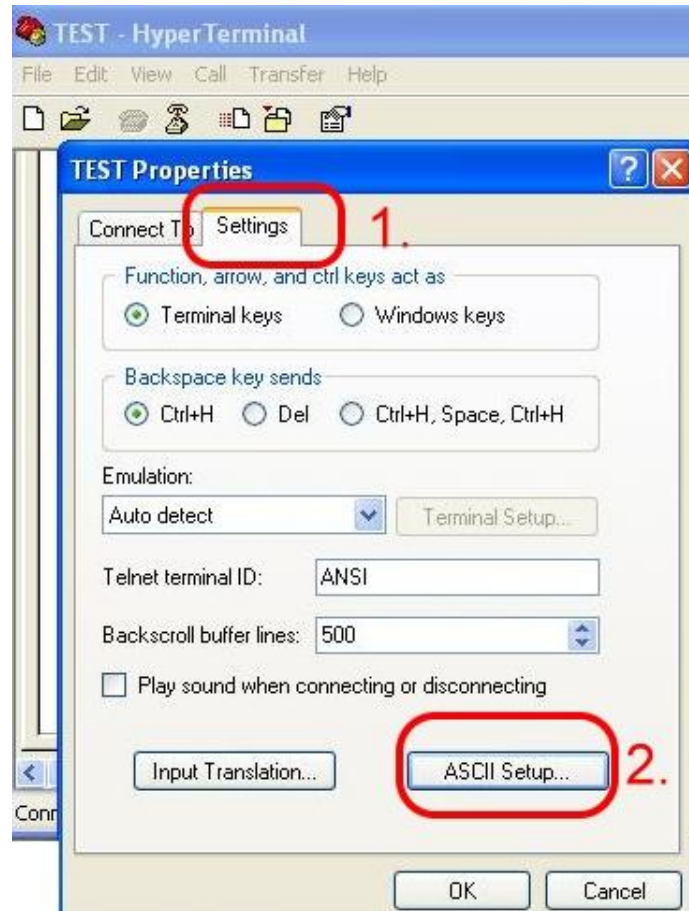 TEST - HyperTerminal
File Edit View Call Transfer Help
TEST Properties
Connect To Settings 1.
Function, arrow, and ctrl keys act as
Terminal keys Windows keys
Backspace key sends
Ctrl+H Del Ctrl+H, Space, Ctrl+H
Emulation:
Auto detect Terminal Setup...
Telnet terminal ID: ANSI
Backscroll buffer lines: 500
Play sound when connecting or disconnecting
Input Translation... ASCII Setup... 2.
Conn
OK Cancel